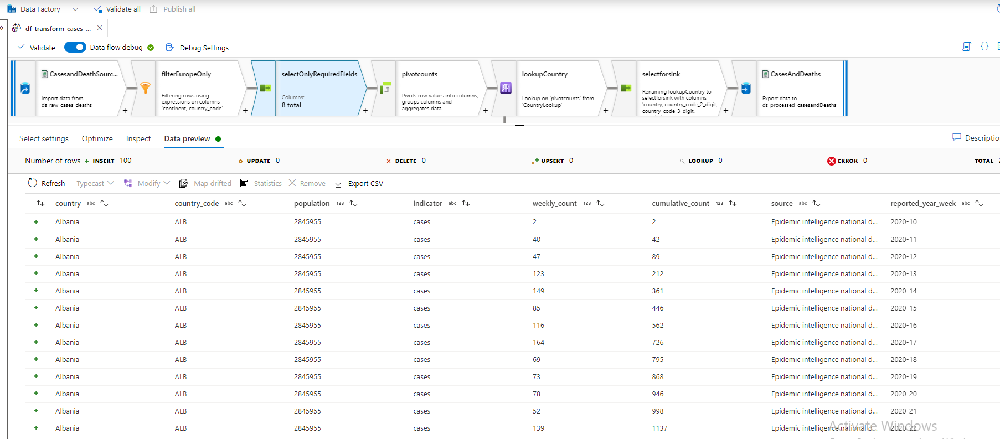 Data Factory Validate all Publish all
df_transform_cases_...
Validate Data flow debug Debug Settings
CasesandDeathSourc...
Import data from
ds_raw_cases_deaths
filterEuropeOnly
Filtering rows using
expressions on columns
'continent, country_code'
selectOnlyRequiredFields
Columns:
8 total
pivotcounts
Pivots row values into columns,
groups columns and
aggregates data
lookupCountry
Lookup on 'pivotcounts' from
'CountryLookup'
selectforsink
Renaming lookupCountry to
selectforsink with columns
'country, country_code_2_digit,
country_code_3_digit,
CasesAndDeaths
Export data to
ds_processed_casesandDeaths
Select settings Optimize Inspect Data preview Descriptio
Number of rows INSERT 100 UPDATE 0 DELETE 0 UPSERT 0 LOOKUP 0 ERROR 0 TOTAL
Refresh Typecast Modify Map drifted Statistics Remove Export CSV
country abc country_code abc population 123 indicator abc weekly_count 123 cumulative_count 123 source abc reported_year_week abc
Albania ALB 2845955 cases 2 2 Epidemic intelligence national d... 2020-10
Albania ALB 2845955 cases 40 42 Epidemic intelligence national d... 2020-11
Albania ALB 2845955 cases 47 89 Epidemic intelligence national d... 2020-12
Albania ALB 2845955 cases 123 212 Epidemic intelligence national d... 2020-13
Albania ALB 2845955 cases 149 361 Epidemic intelligence national d... 2020-14
Albania ALB 2845955 cases 85 446 Epidemic intelligence national d... 2020-15
Albania ALB 2845955 cases 116 562 Epidemic intelligence national d... 2020-16
Albania ALB 2845955 cases 164 726 Epidemic intelligence national d... 2020-17
Albania ALB 2845955 cases 69 795 Epidemic intelligence national d... 2020-18
Albania ALB 2845955 cases 73 868 Epidemic intelligence national d... 2020-19
Albania ALB 2845955 cases 78 946 Epidemic intelligence national d... 2020-20
Albania ALB 2845955 cases 52 998 Epidemic intelligence national d... 2020-21
Albania ALB 2845955 cases 139 1137 Epidemic intelligence national d... 2020-22
Activate Windows